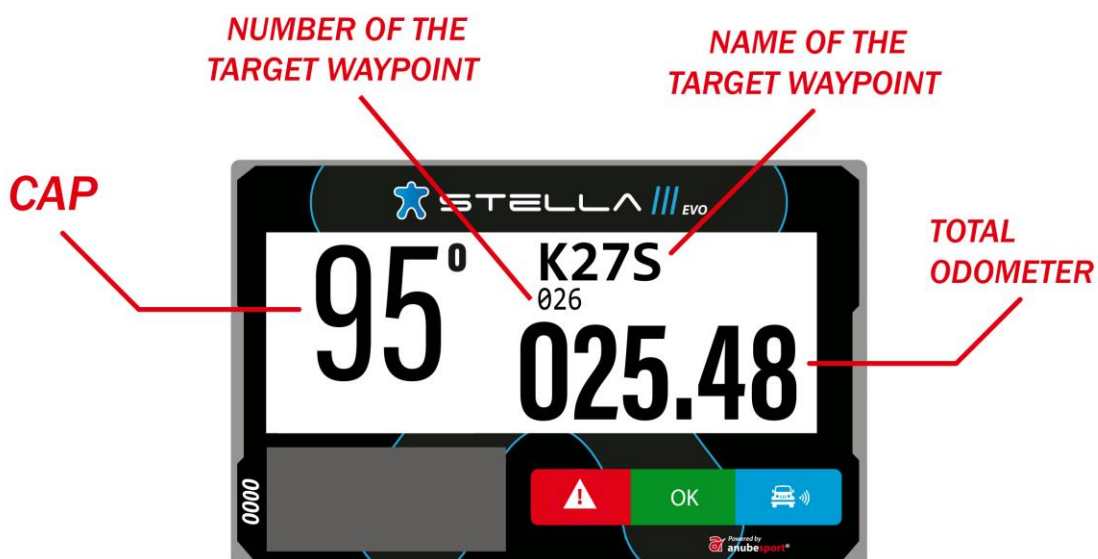 NUMBER OF THE
TARGET WAYPOINT
NAME OF THE
TARGET WAYPOINT
CAP
STELLA III EVO
TOTAL
ODOMETER
95°
K27S
026
025.48
0000
OK
Powered by
anubesport®